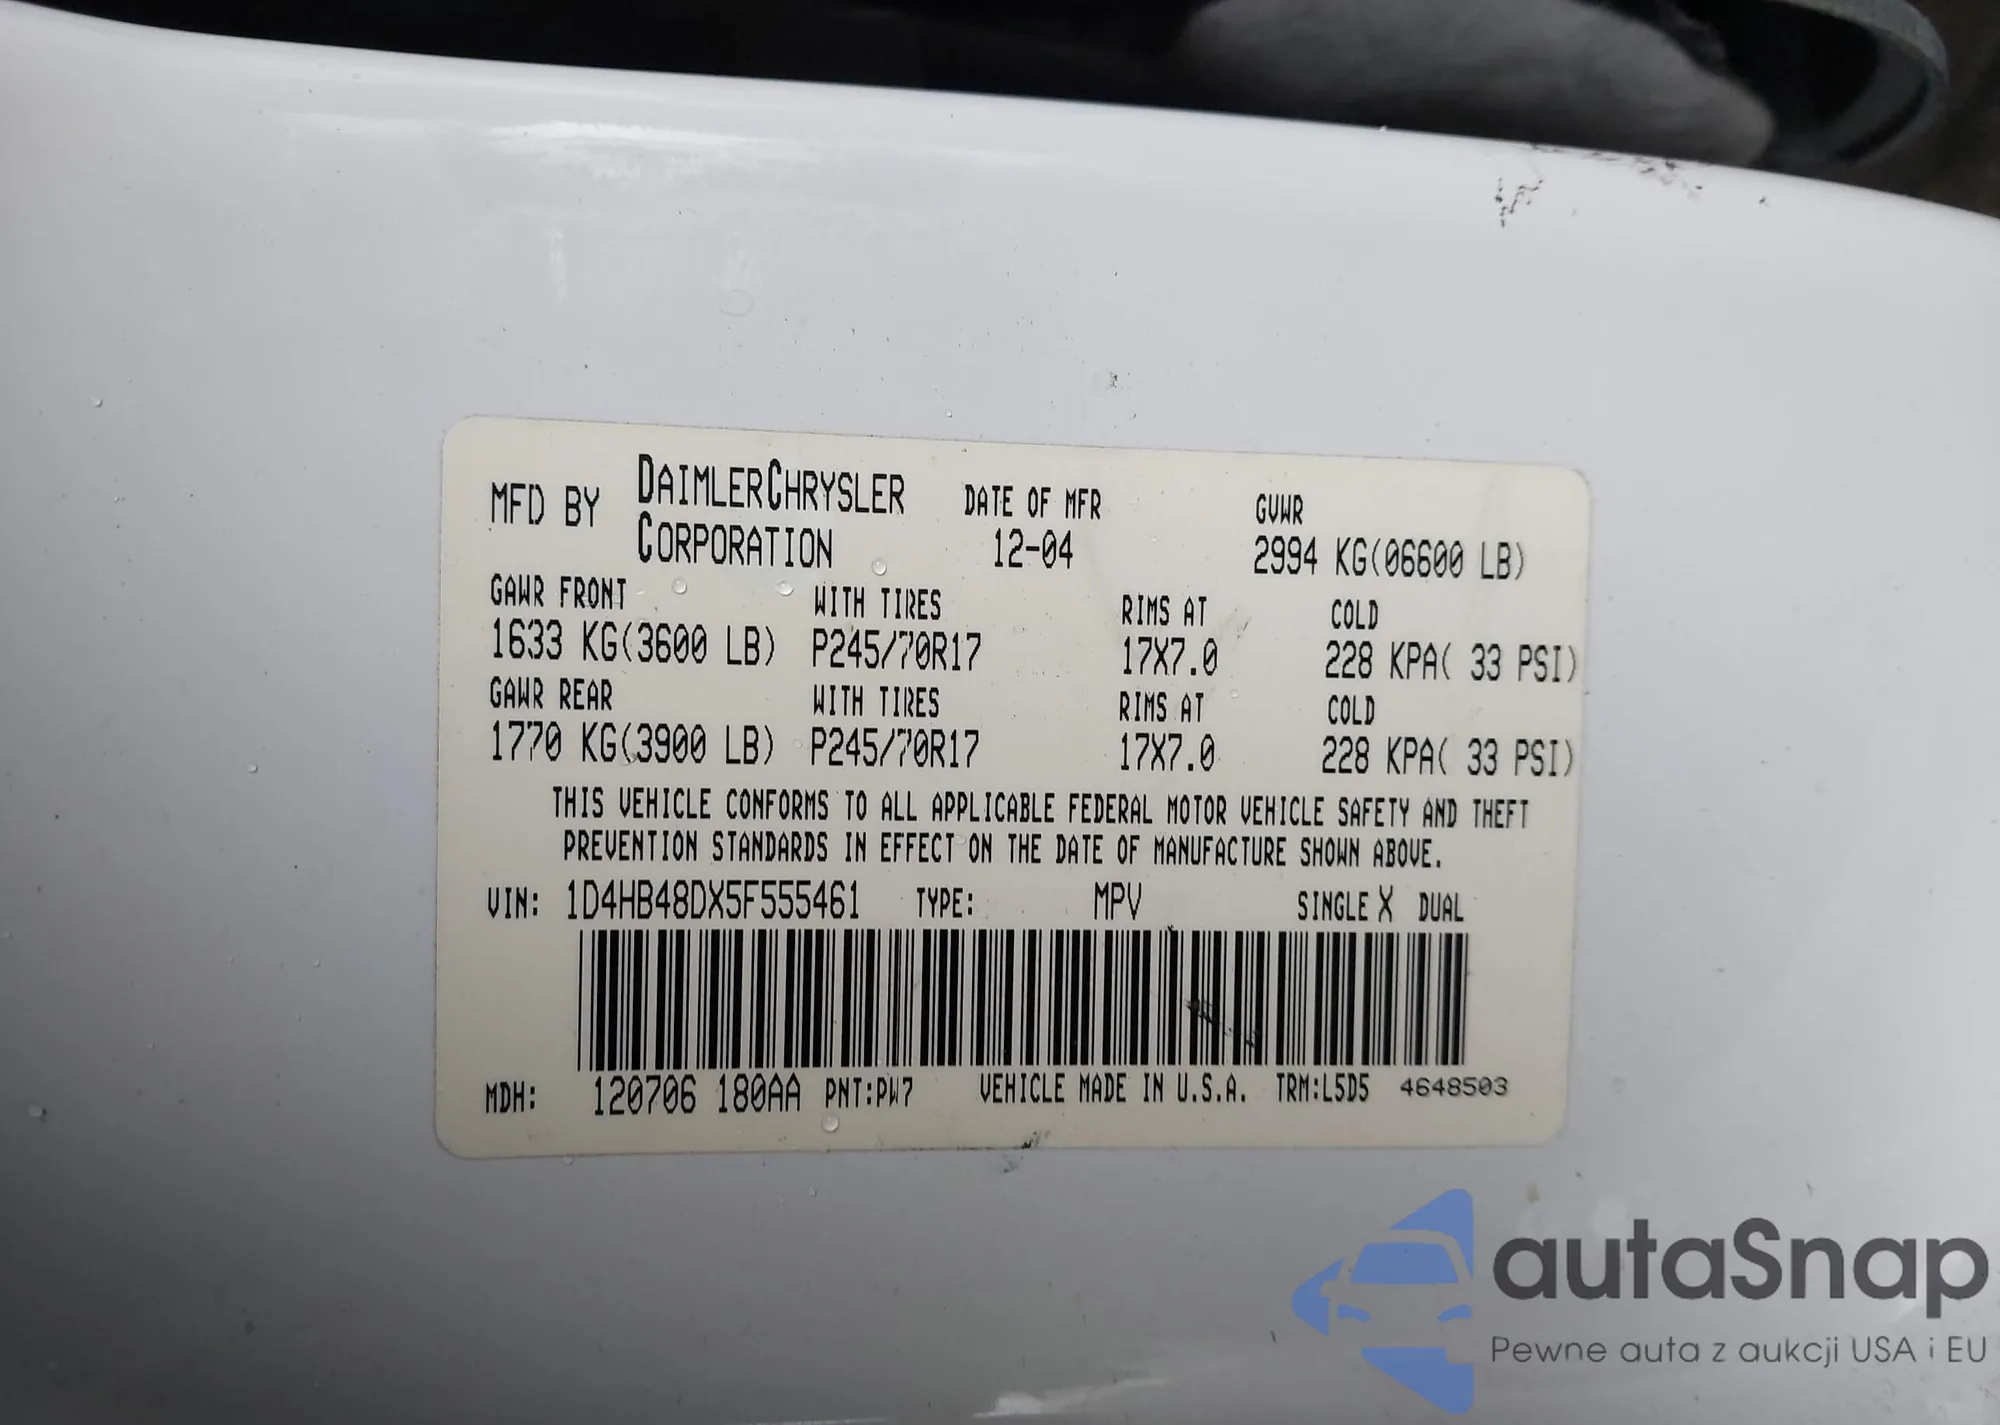 MFD BY DAIMLERCHRYSLER CORPORATION DATE OF MFR 12-04 GVWR 2994 KG(06600 LB)
GAWR FRONT WITH TIRES RIMS AT COLD
1633 KG(3600 LB) P245/70R17 17X7.0 228 KPA( 33 PSI)
GAWR REAR WITH TIRES RIMS AT COLD
1770 KG(3900 LB) P245/70R17 17X7.0 228 KPA( 33 PSI)
THIS VEHICLE CONFORMS TO ALL APPLICABLE FEDERAL MOTOR VEHICLE SAFETY AND THEFT
PREVENTION STANDARDS IN EFFECT ON THE DATE OF MANUFACTURE SHOWN ABOVE.
VIN: 1D4HB48DX5F555461 TYPE: MPV SINGLE X DUAL
MDH: 120706 180AA PNT:PW7 VEHICLE MADE IN U.S.A. TRM:L5D5 4648503
autaSnap
Pewne auta z aukcji USA i EU